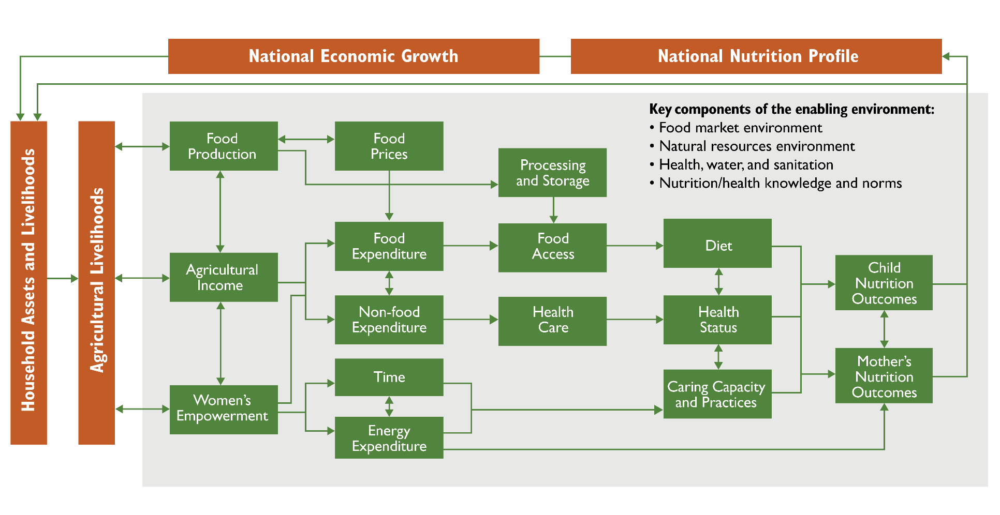 National Economic Growth
National Nutrition Profile
Key components of the enabling environment:
• Food market environment
• Natural resources environment
• Health, water, and sanitation
• Nutrition/health knowledge and norms
Household Assets and Livelihoods
Agricultural Livelihoods
Food
Production
Food
Prices
Processing
and Storage
Agricultural
Income
Food
Expenditure
Food
Access
Diet
Non-food
Expenditure
Health
Care
Health
Status
Child
Nutrition
Outcomes
Women’s
Empowerment
Time
Energy
Expenditure
Caring Capacity
and Practices
Mother’s
Nutrition
Outcomes